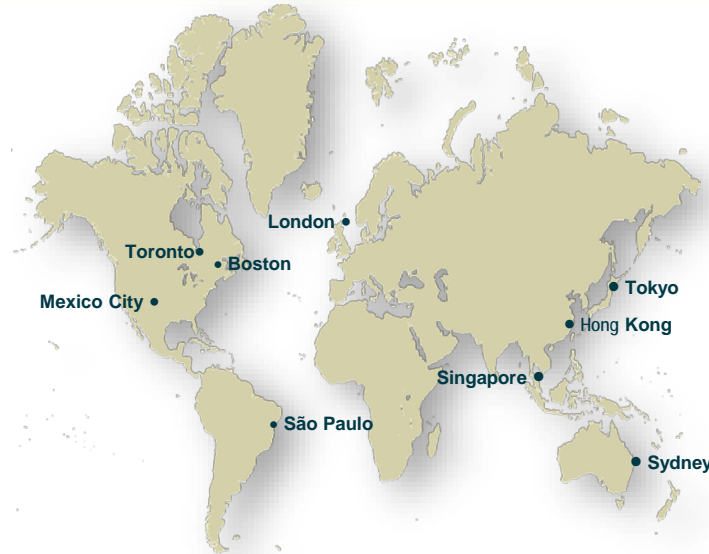 London
Toronto
Boston
Tokyo
Mexico City
Hong Kong
Singapore
São Paulo
Sydney